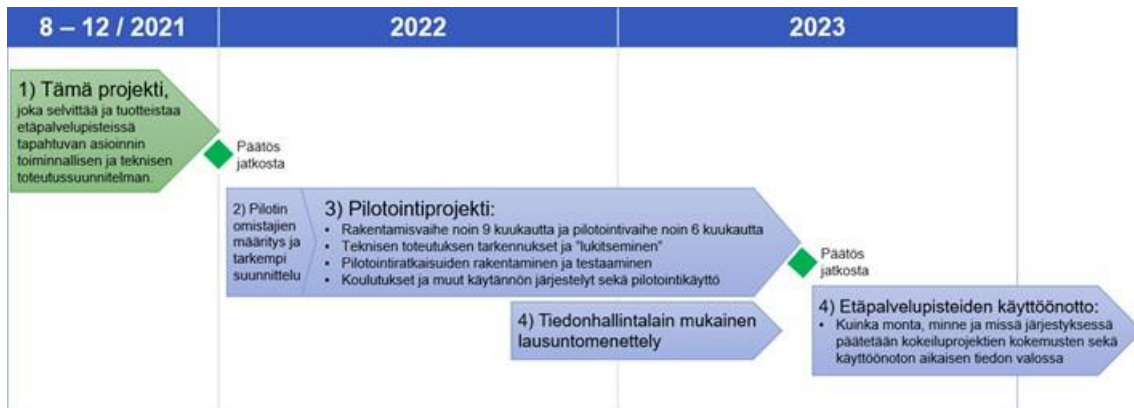 8 – 12 / 2021
2022
2023
1) Tämä projekti,
joka selvittää ja tuotteistaa
etäpalvelupisteissä
tapahtuvan asioinnin
toiminnallisen ja teknisen
toteutussuunnitelman.
Päätös
jatkosta
2) Pilotin
omistajien
määritys ja
tarkempi
suunnittelu
3) Pilotointiprojekti:
• Rakentamisvaihe noin 9 kuukautta ja pilotointivaihe noin 6 kuukautta
• Teknisen toteutuksen tarkennukset ja "lukitseminen"
• Pilotointiratkaisuiden rakentaminen ja testaaminen
• Koulutukset ja muut käytännön järjestelyt sekä pilotointikäyttö
Päätös
jatkosta
4) Tiedonhallintalain mukainen
lausuntomenettely
4) Etäpalvelupisteiden käyttöönotto:
• Kuinka monta, minne ja missä järjestyksessä
päätetään kokeiluprojektien kokemusten sekä
käyttöönoton aikaisen tiedon valossa